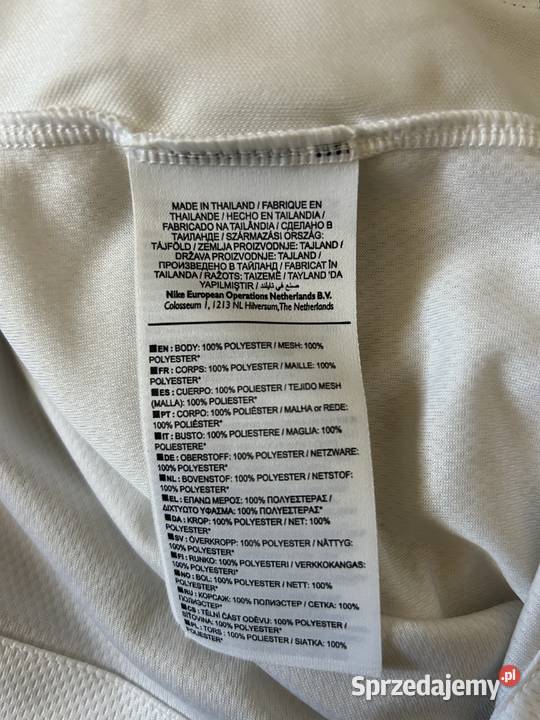 MADE IN THAILAND / FABRIQUE EN
THAILANDE / HECHO EN TAILANDIA /
FABRICADO NA TAILÂNDIA / СДЕЛАНО В
ТАИЛАНДЕ / SZÁRMAZÁSI ORSZÁG:
TÁJFÖLD / ZEMLJA PROIZVODNJE: TAJLAND /
DRŽAVA PROIZVODNJE: TAJLAND /
ПРОИЗВЕДЕНО В ТАЙЛАНД / FABRICAT ÎN
TAILANDA / RAŽOTS: TAIZEMĒ / TAYLAND 'DA
YAPILMIŞTIR / صنع في تايلند
Nike European Operations Netherlands B.V.
Colosseum 1, 1213 NL Hilversum, The Netherlands
■EN : BODY: 100% POLYESTER / MESH: 100%
POLYESTER*
■FR : CORPS: 100% POLYESTER / MAILLE: 100%
POLYESTER*
■ES : CUERPO: 100% POLIESTER / TEJIDO MESH
(MALLA): 100% POLIESTER*
■PT : CORPO: 100% POLIÉSTER / MALHA or REDE:
100% POLIÉSTER*
■IT : BUSTO: 100% POLIESTERE / MAGLIA: 100%
POLIESTERE*
■DE : OBERSTOFF: 100% POLYESTER / NETZWARE:
100% POLYESTER*
■NL : BOVENSTOF: 100% POLYESTER / NETSTOF:
100% POLYESTER*
■EL : ΕΠΑΝΩ ΜΕΡΟΣ: 100% ΠΟΛΥΕΣΤΕΡΑΣ /
ΔΙΧΤΥΩΤΟ ΥΦΑΣΜΑ: 100% ΠΟΛΥΕΣΤΕΡΑΣ*
■DA : KROP: 100% POLYESTER / NET: 100%
POLYESTER*
■SV : ÖVERKROPP: 100% POLYESTER / NÄTTYG:
100% POLYESTER*
■FI : RUNKO: 100% POLYESTERI / VERKKOKANGAS:
100% POLYESTERI*
■NO : BOL: 100% POLYESTER / NETT: 100%
POLYESTER*
■RU : КОРСАЖ: 100% ПОЛИЭСТЕР / СЕТКА: 100%
ПОЛИЭСТЕР*
■CS : TĚLNÍ ČÁST ODĚVU: 100% POLYESTER /
SÍŤOVINA: 100% POLYESTER*
■PL : TORS : 100% POLIESTER / SIATKA: 100%
POLIESTER*
Sprzedajemy.pl